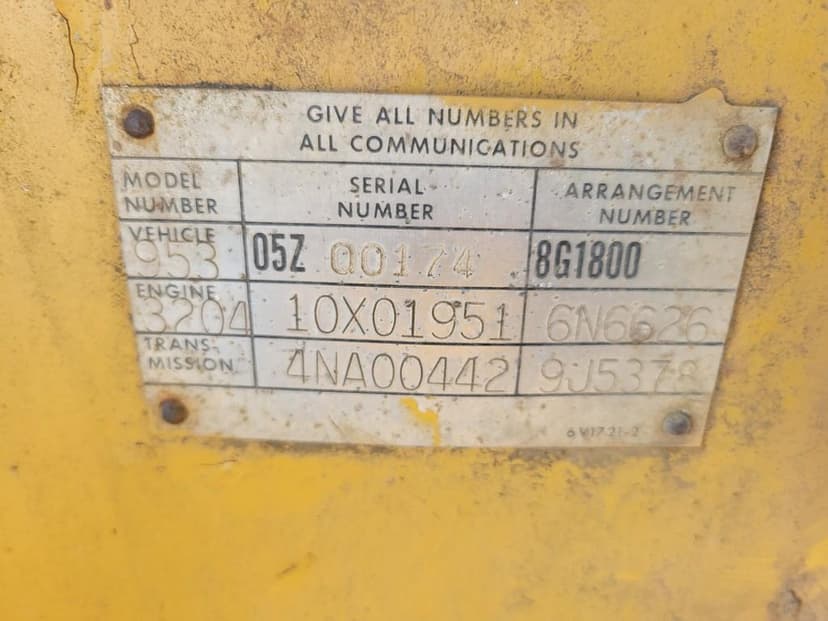 GIVE ALL NUMBERS IN
ALL COMMUNICATIONS
MODEL NUMBER SERIAL NUMBER ARRANGEMENT NUMBER
VEHICLE 953 05Z 00174 8G1800
ENGINE 3204 10X01951 6N6626
TRANS- MISSION 4NA00442 9J5378
6V1721-2